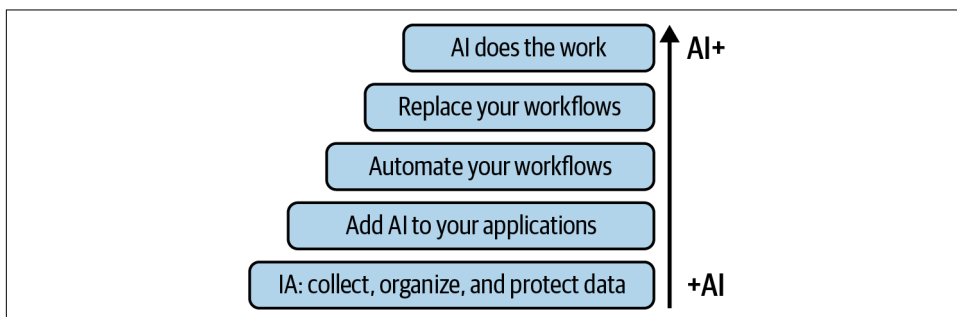 AI does the work
AI+
Replace your workflows
Automate your workflows
Add AI to your applications
IA: collect, organize, and protect data
+AI